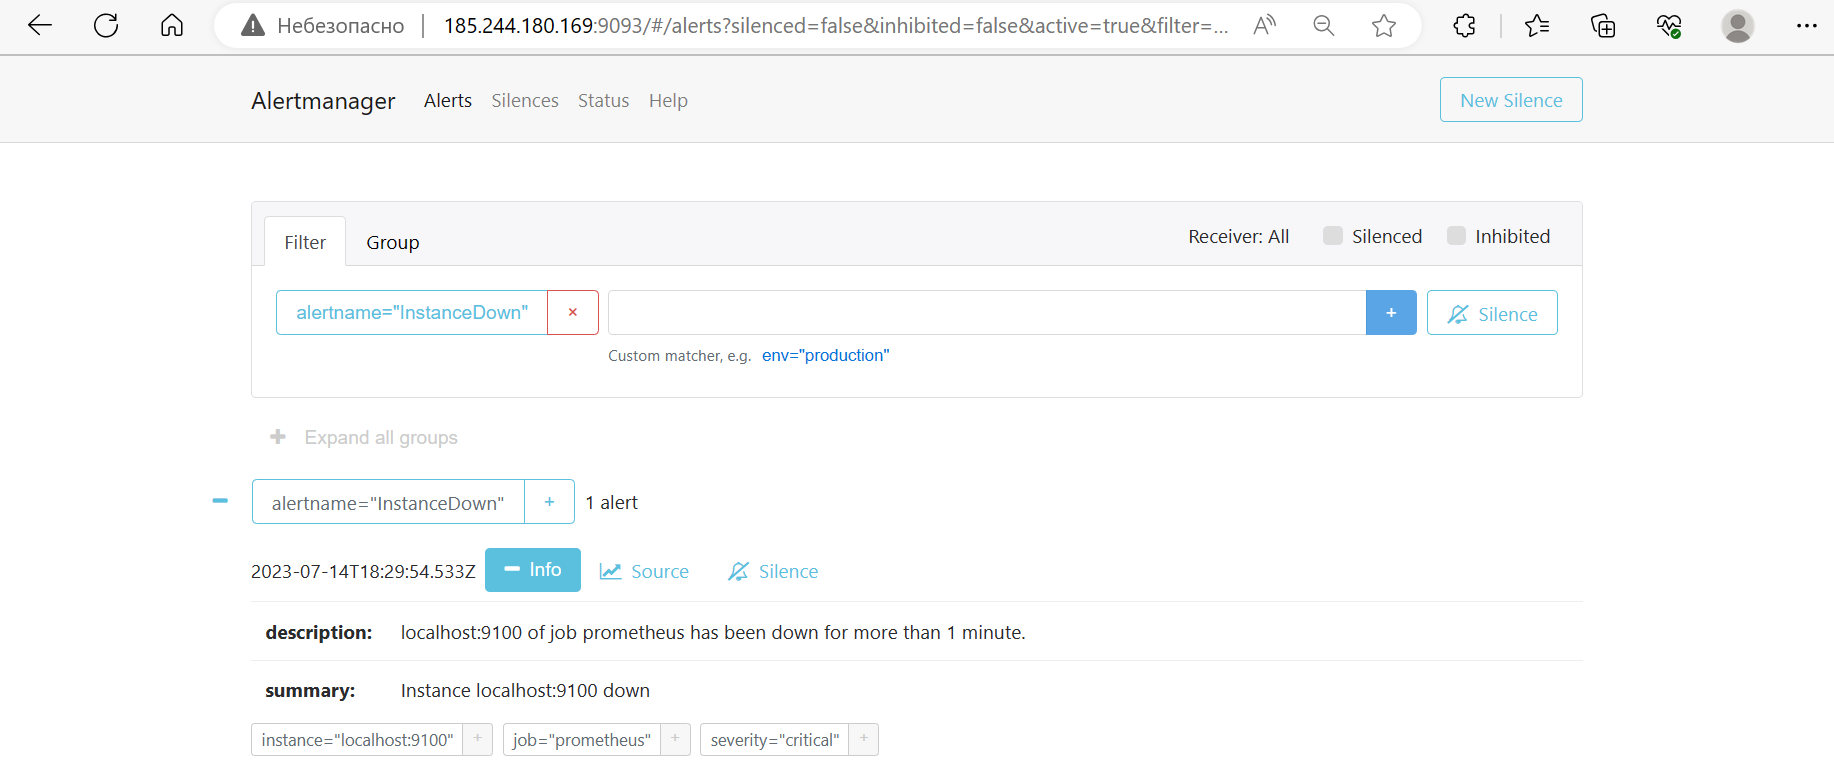 Небезопасно 185.244.180.169:9093/#/alerts?silenced=false&inhibited=false&active=true&filter=...
Alertmanager Alerts Silences Status Help New Silence
Filter Group Receiver: All Silenced Inhibited
alertname="InstanceDown" × + Silence
Custom matcher, e.g. env="production"
+ Expand all groups
alertname="InstanceDown" + 1 alert
2023-07-14T18:29:54.533Z Info Source Silence
description: localhost:9100 of job prometheus has been down for more than 1 minute.
summary: Instance localhost:9100 down
instance="localhost:9100" + job="prometheus" + severity="critical" +